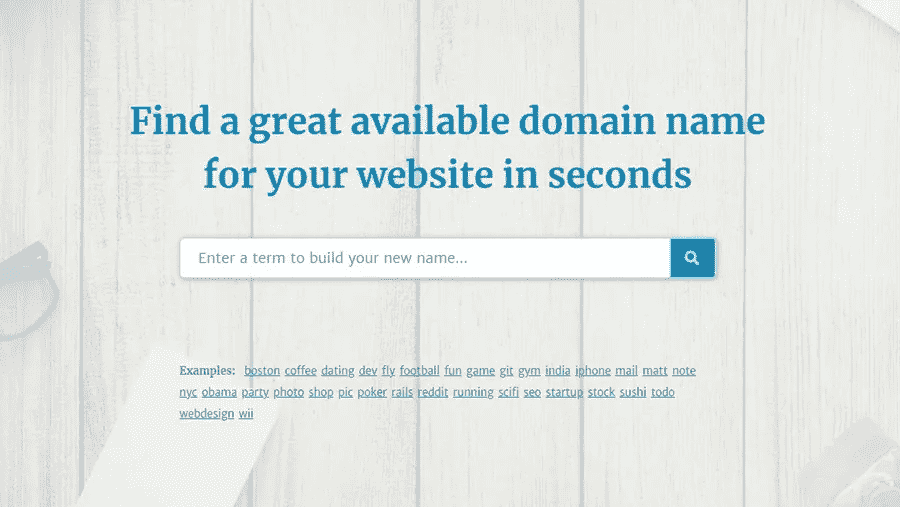 Find a great available domain name
for your website in seconds
Enter a term to build your new name...
Examples: boston coffee dating dev fly football fun game git gym india iphone mail matt note
nyc obama party photo shop pic poker rails reddit running scifi seo startup stock sushi todo
webdesign wii